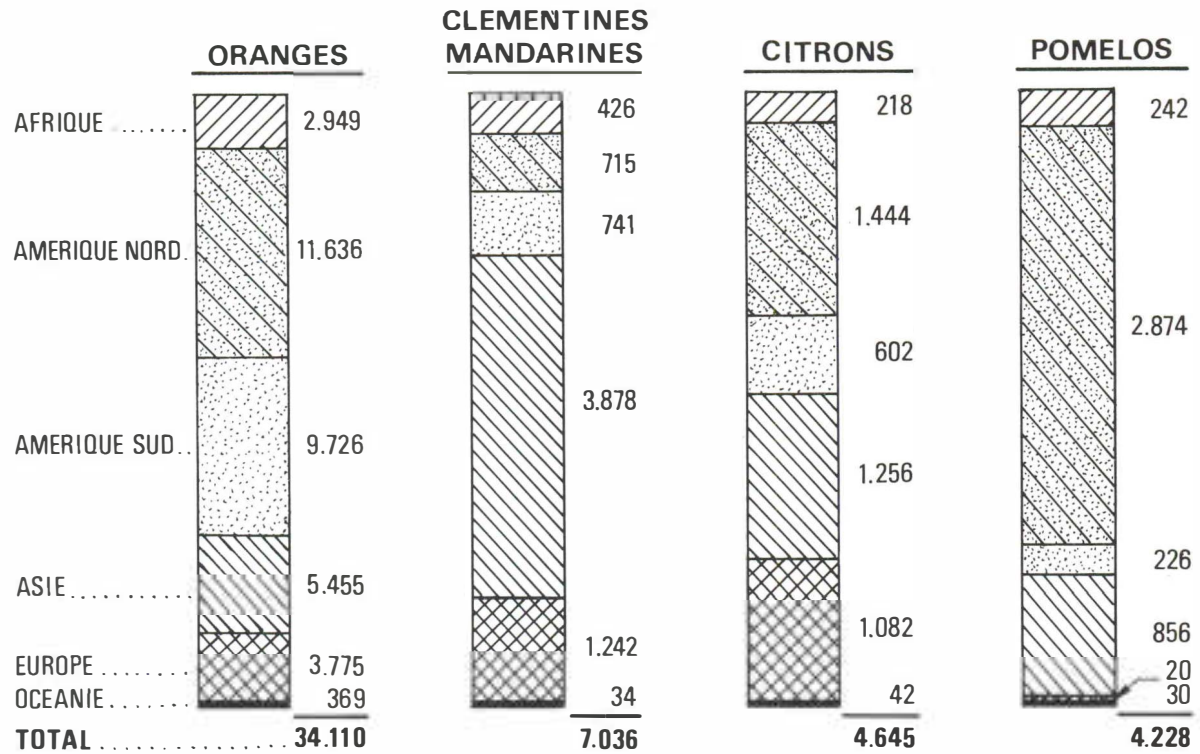 ORANGES
CLEMENTINES
MANDARINES
CITRONS
POMELOS
AFRIQUE ....... 2.949 426 218 242
AMÉRIQUE NORD. 11.636 715 1.444 2.874
AMÉRIQUE SUD.. 9.726 741 602 226
ASIE.......... 5.455 3.878 1.256 856
EUROPE ....... 3.775 1.242 1.082 20
OCEANIE....... 369 34 42 30
TOTAL .............. 34.110 7.036 4.645 4.228